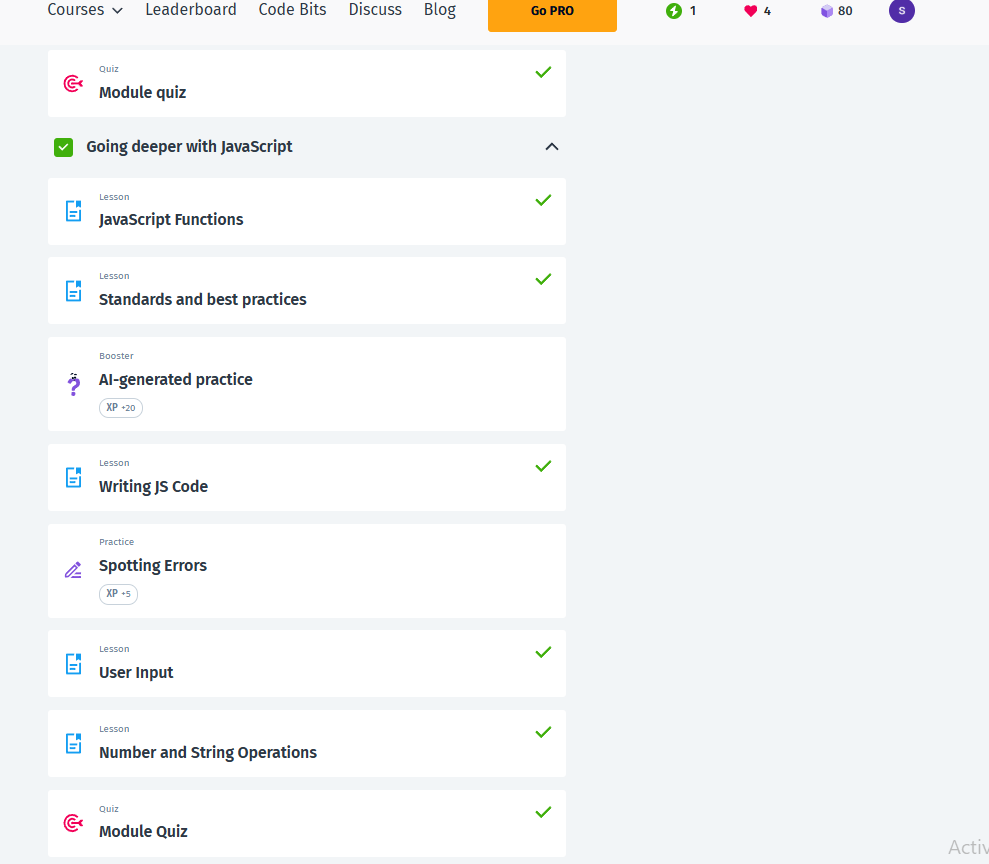 Courses Leaderboard Code Bits Discuss Blog Go PRO 1 4 80 S
Quiz
Module quiz
Going deeper with JavaScript
Lesson
JavaScript Functions
Lesson
Standards and best practices
Booster
AI-generated practice
XP +20
Lesson
Writing JS Code
Practice
Spotting Errors
XP +5
Lesson
User Input
Lesson
Number and String Operations
Quiz
Module Quiz
Activ